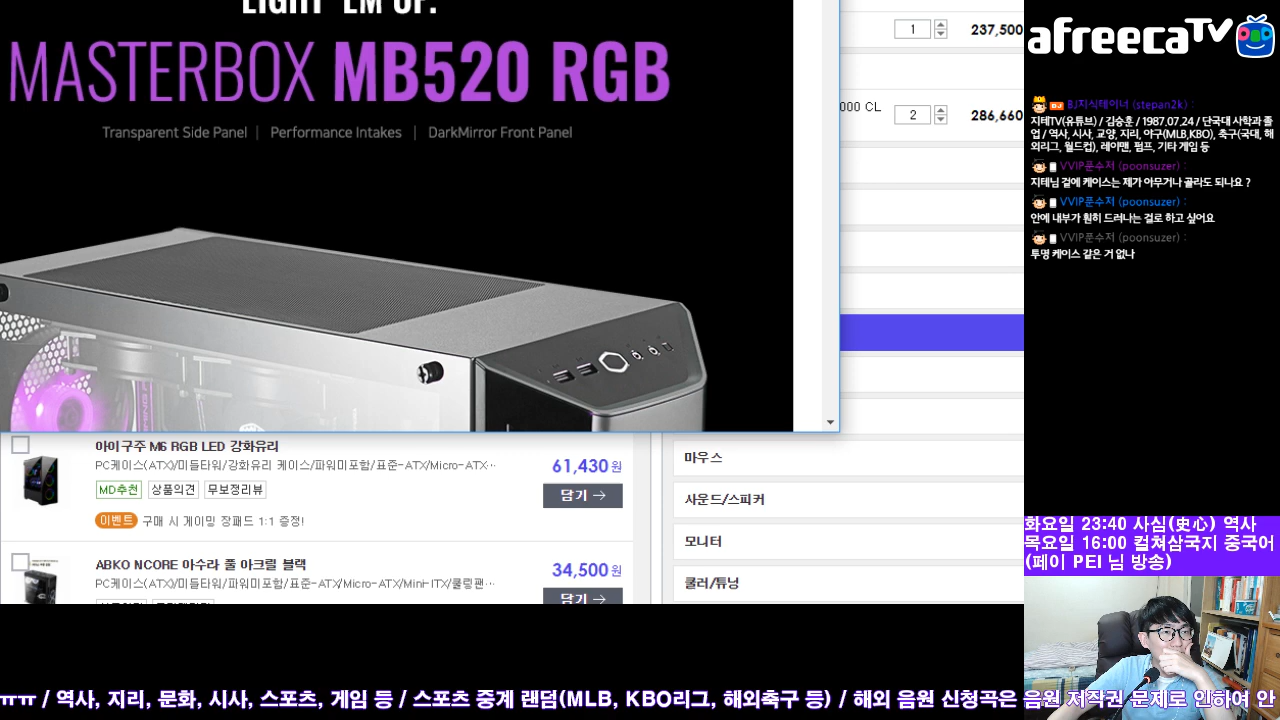 LIGHT 'EM UP.
MASTERBOX MB520 RGB
Transparent Side Panel | Performance Intakes | DarkMirror Front Panel
1
237,500
000 CL
2
286,660
아이구주 M6 RGB LED 강화유리
PC케이스(ATX)/미들타워/강화유리 케이스/파워미포함/표준-ATX/Micro-ATX…
MD추천 상품의견 무보정리뷰
61,430원
담기 →
이벤트 구매 시 게이밍 장패드 1:1 증정!
ABKO NCORE 아수라 풀 아크릴 블랙
PC케이스(ATX)/미들타워/파워미포함/표준-ATX/Micro-ATX/Mini-ITX/쿨링팬…
34,500원
담기 →
마우스
사운드/스피커
모니터
쿨러/튜닝
afreecaTV
BJ BJ지식테이너 (stepan2k) :
지테TV(유튜브) / 김승훈 / 1987.07.24 / 단국대 사학과 졸
업 / 역사, 시사, 교양, 지리, 야구(MLB,KBO), 축구(국대, 해
외리그, 월드컵), 레이맨, 펌프, 기타 게임 등
VVIP푼수저 (poonsuzer) :
지테님 겉에 케이스는 제가 아무거나 골라도 되나요 ?
VVIP푼수저 (poonsuzer) :
안에 내부가 훤히 드러나는 걸로 하고 싶어요
VVIP푼수저 (poonsuzer) :
투명 케이스 같은 거 없나
화요일 23:40 사심(史心) 역사
목요일 16:00 컬쳐삼국지 중국어
(페이 PEI 님 방송)
ㅠㅠ / 역사, 지리, 문화, 시사, 스포츠, 게임 등 / 스포츠 중계 랜덤(MLB, KBO리그, 해외축구 등) / 해외 음원 신청곡은 음원 저작권 문제로 인하여 안